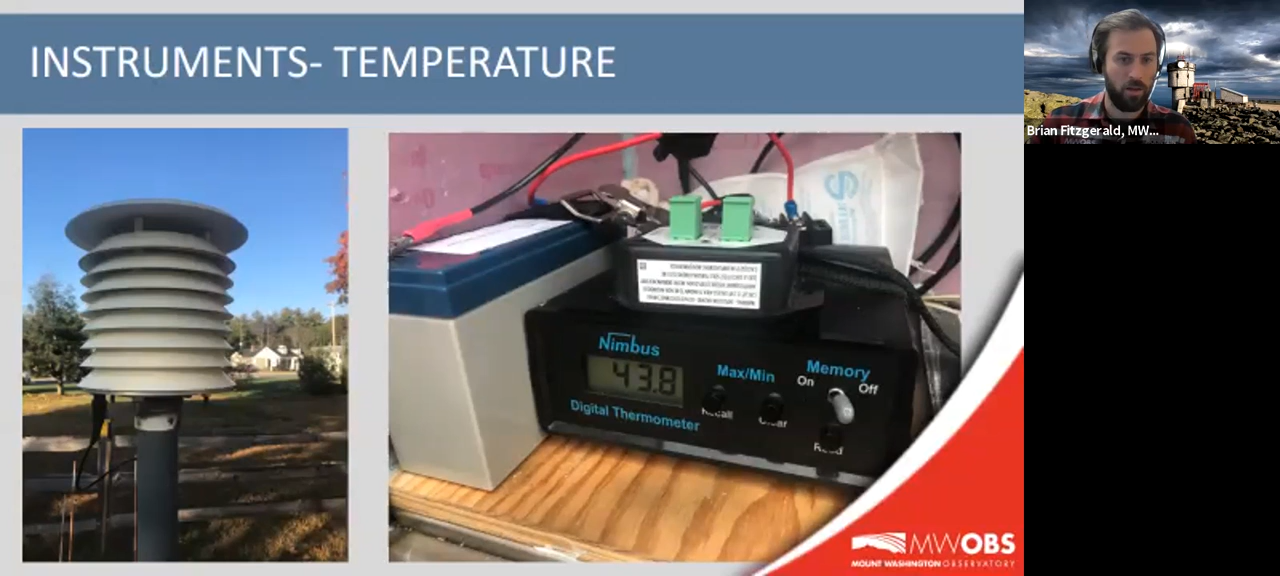 INSTRUMENTS- TEMPERATURE
Brian Fitzgerald, MW...
Nimbus
43.8
Digital Thermometer
Max/Min
Recall
Clear
Memory
On
Off
Read
MWOBS
MOUNT WASHINGTON OBSERVATORY